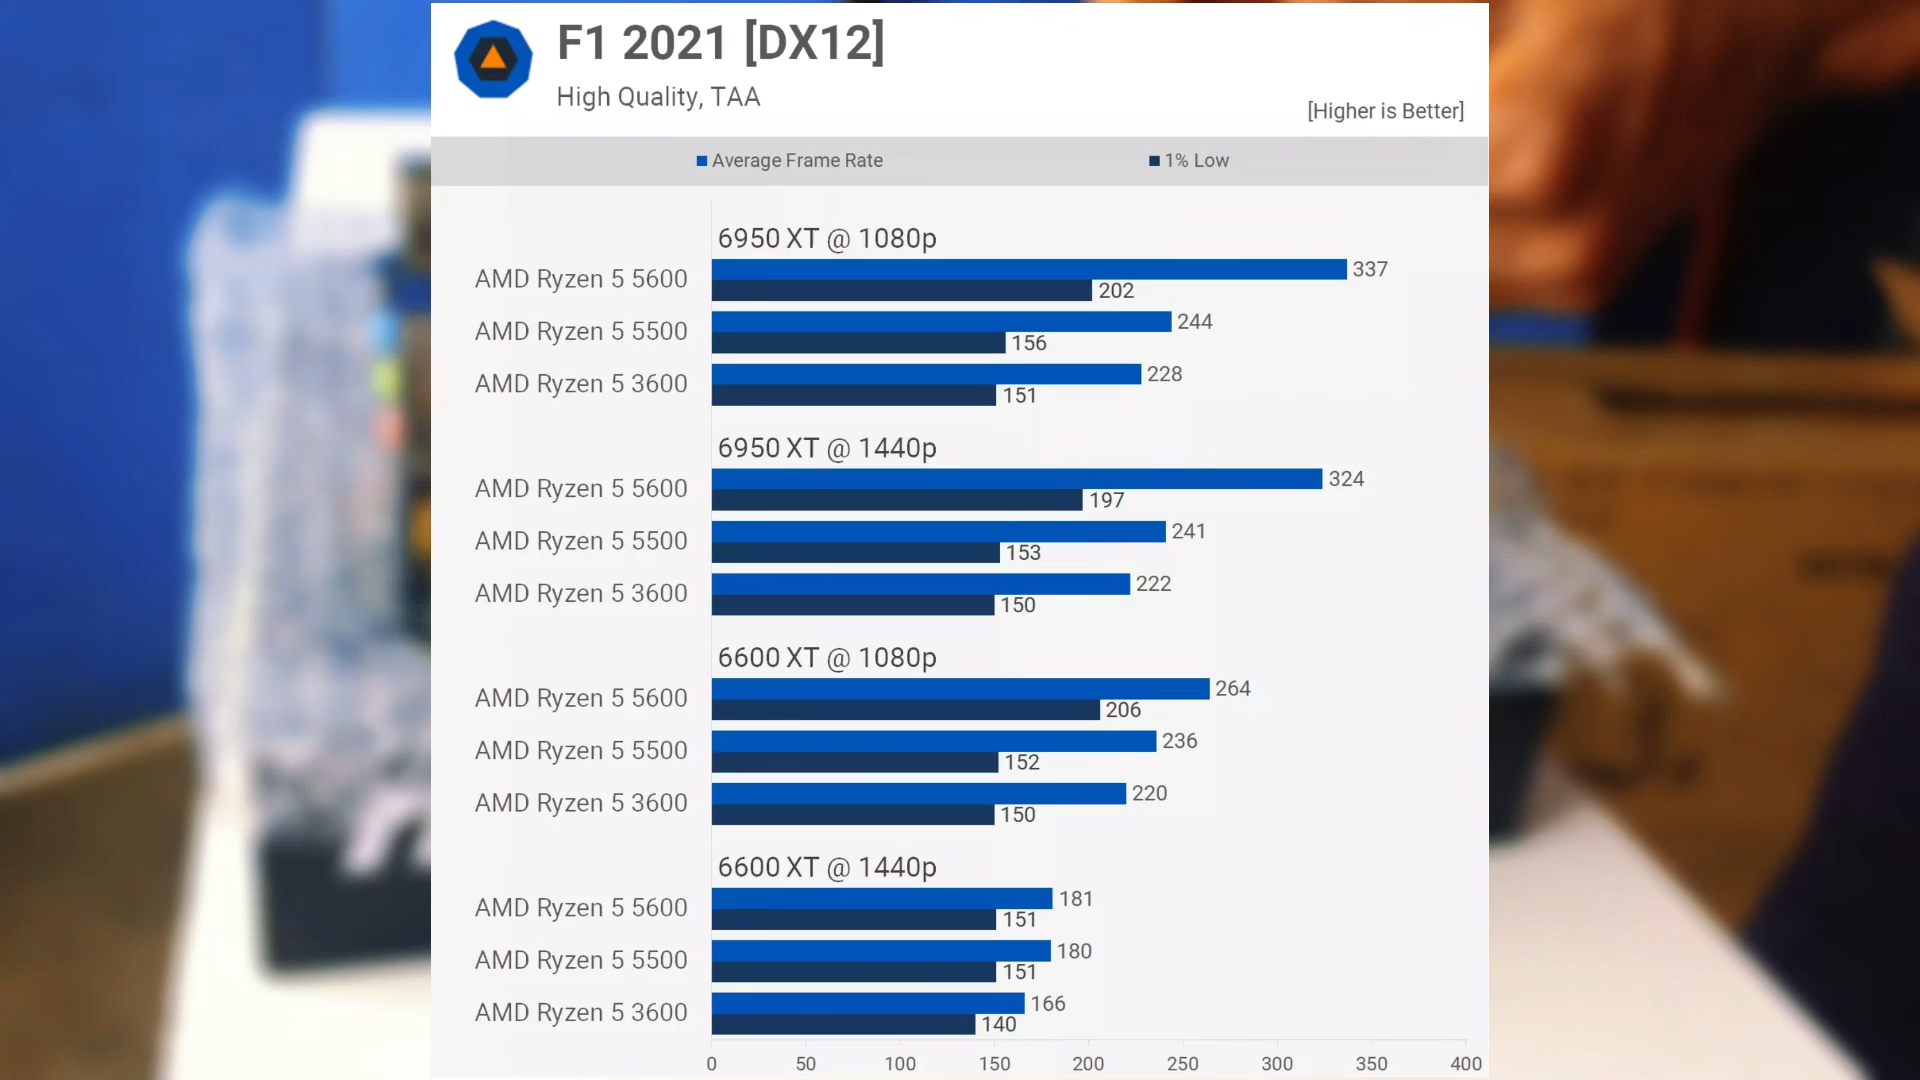 F1 2021 [DX12]
High Quality, TAA
[Higher is Better]
Average Frame Rate 1% Low
6950 XT @ 1080p
AMD Ryzen 5 5600 337 202
AMD Ryzen 5 5500 244 156
AMD Ryzen 5 3600 228 151
6950 XT @ 1440p
AMD Ryzen 5 5600 324 197
AMD Ryzen 5 5500 241 153
AMD Ryzen 5 3600 222 150
6600 XT @ 1080p
AMD Ryzen 5 5600 264 206
AMD Ryzen 5 5500 236 152
AMD Ryzen 5 3600 220 150
6600 XT @ 1440p
AMD Ryzen 5 5600 181 151
AMD Ryzen 5 5500 180 151
AMD Ryzen 5 3600 166 140
0 50 100 150 200 250 300 350 400